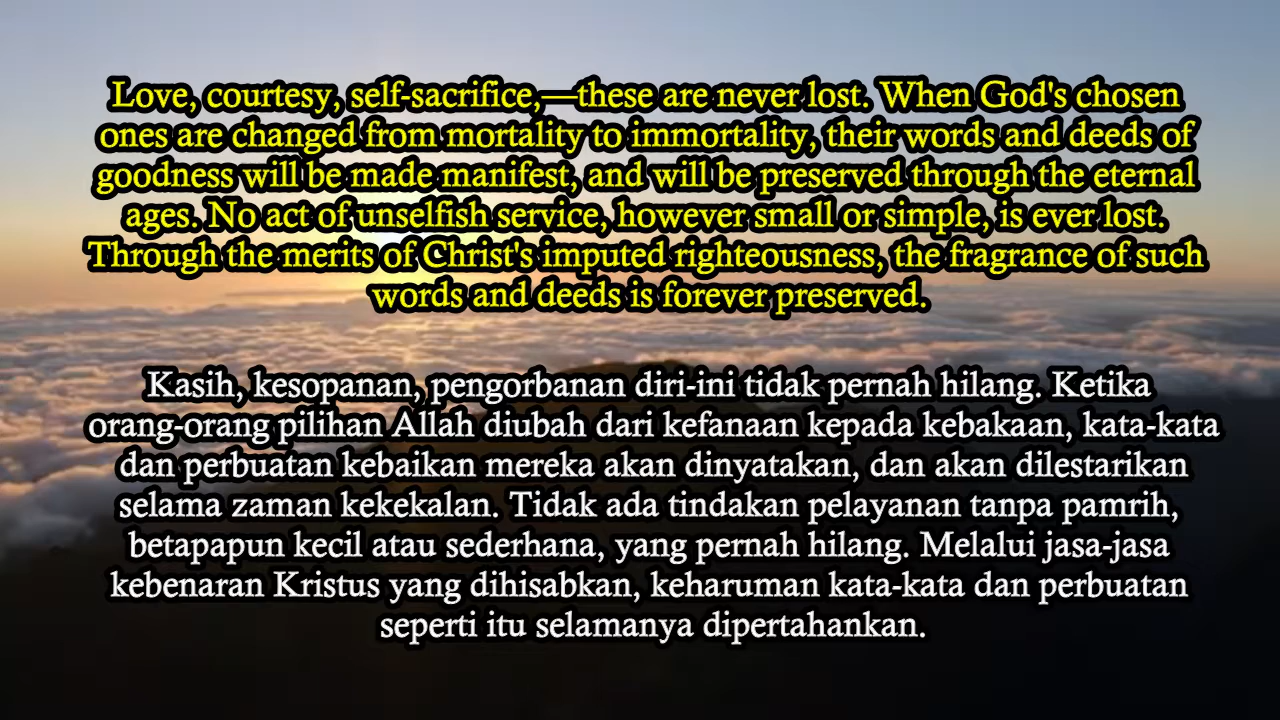 Love, courtesy, self-sacrifice,—these are never lost. When God's chosen
ones are changed from mortality to immortality, their words and deeds of
goodness will be made manifest, and will be preserved through the eternal
ages. No act of unselfish service, however small or simple, is ever lost.
Through the merits of Christ's imputed righteousness, the fragrance of such
words and deeds is forever preserved.
Kasih, kesopanan, pengorbanan diri-ini tidak pernah hilang. Ketika
orang-orang pilihan Allah diubah dari kefanaan kepada kebakaan, kata-kata
dan perbuatan kebaikan mereka akan dinyatakan, dan akan dilestarikan
selama zaman kekekalan. Tidak ada tindakan pelayanan tanpa pamrih,
betapapun kecil atau sederhana, yang pernah hilang. Melalui jasa-jasa
kebenaran Kristus yang dihisabkan, keharuman kata-kata dan perbuatan
seperti itu selamanya dipertahankan.